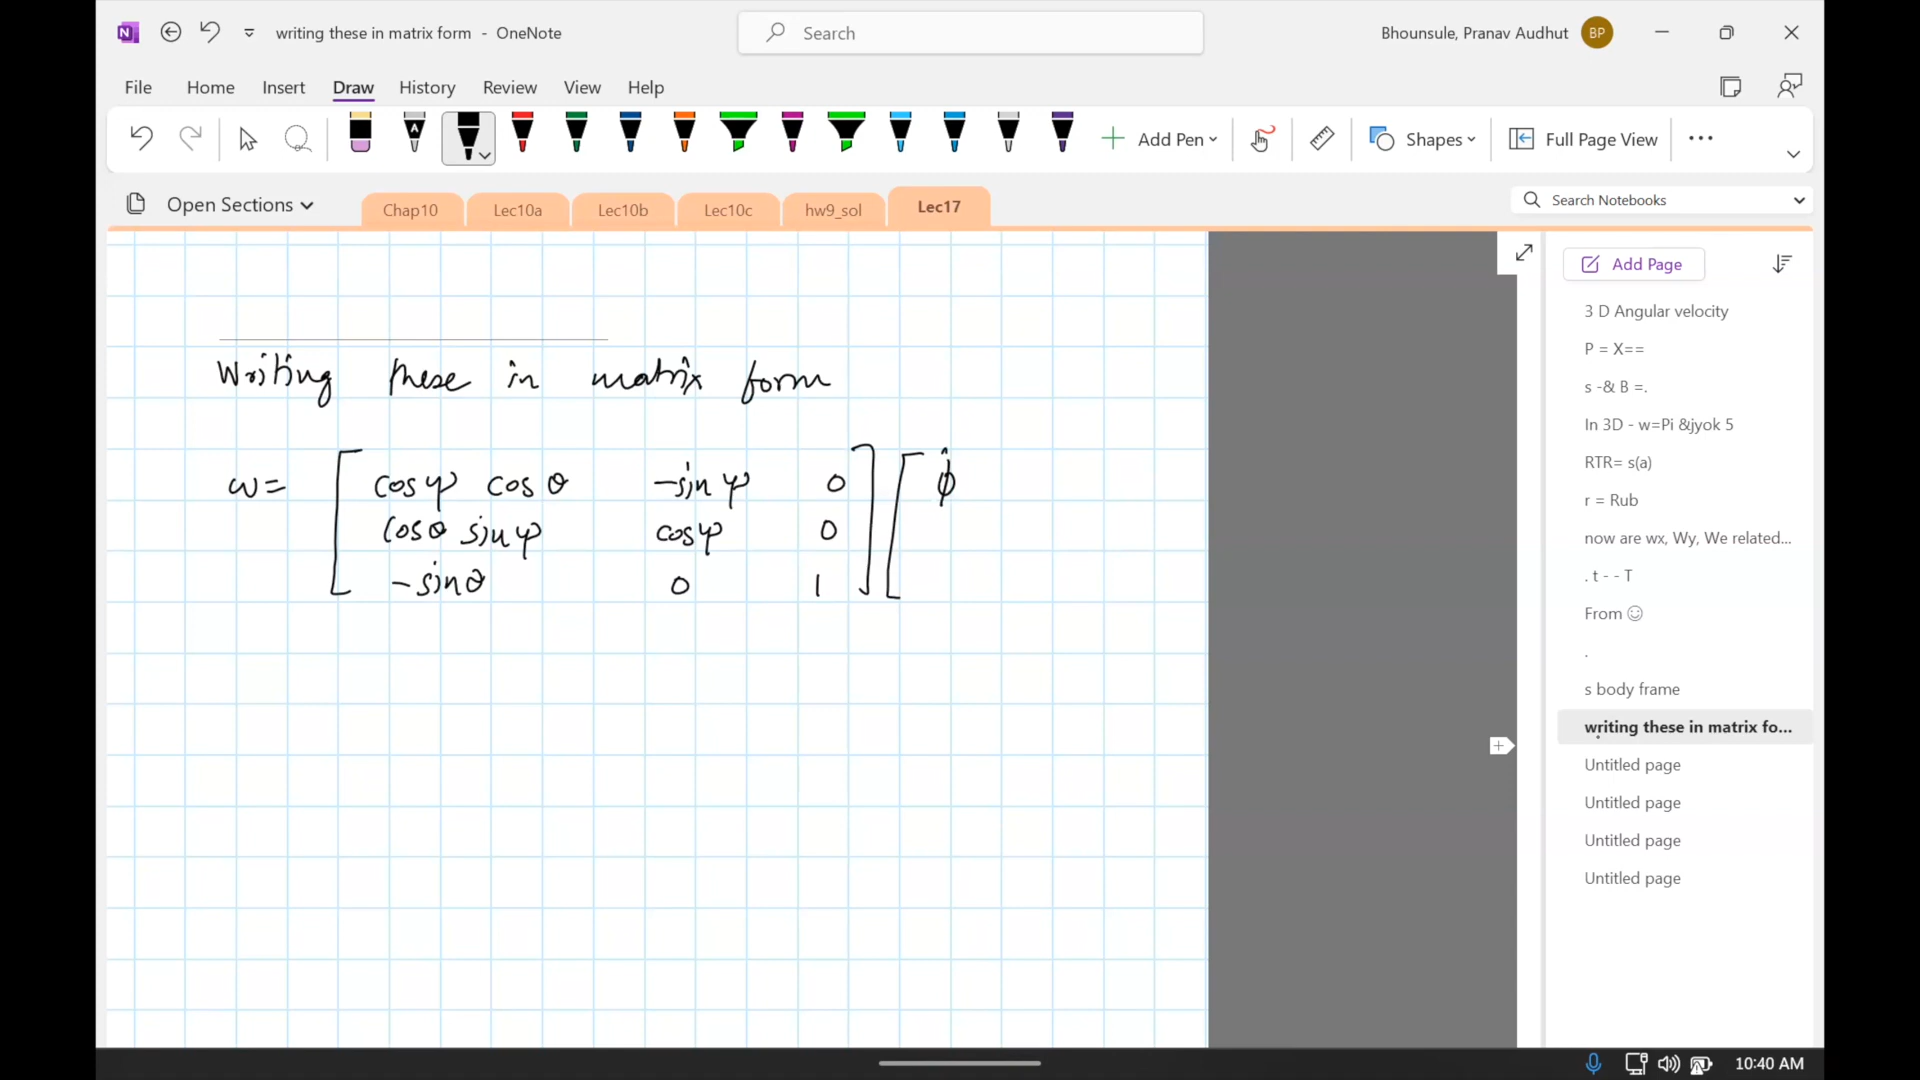 writing these in matrix form - OneNote
Search
Bhounsule, Pranav Audhut BP
File Home Insert Draw History Review View Help
Add Pen Shapes Full Page View
Open Sections Chap10 Lec10a Lec10b Lec10c hw9_sol Lec17 Search Notebooks
Add Page
3 D Angular velocity
P = X==
s -& B =.
In 3D - w=Pi &jyok 5
RTR= s(a)
r = Rub
now are wx, Wy, We related...
. t - - T
From ☺
.
s body frame
writing these in matrix fo...
Untitled page
Untitled page
Untitled page
Untitled page
Writing these in matrix form
ω= [ cosψ cosθ -sinψ 0 ] [ φ̇
cosθ sinψ cosψ 0
-sinθ 0 1
10:40 AM